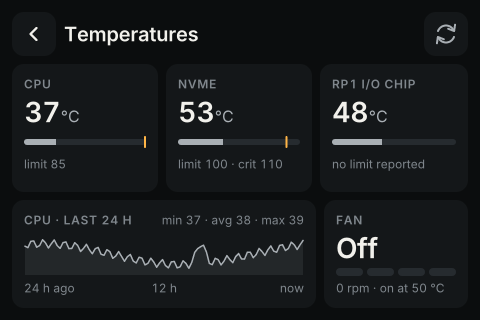 Temperatures
CPU
37°C
limit 85
NVME
53°C
limit 100 · crit 110
RP1 I/O CHIP
48°C
no limit reported
CPU · LAST 24 H
min 37 · avg 38 · max 39
24 h ago
12 h
now
FAN
Off
0 rpm · on at 50 °C